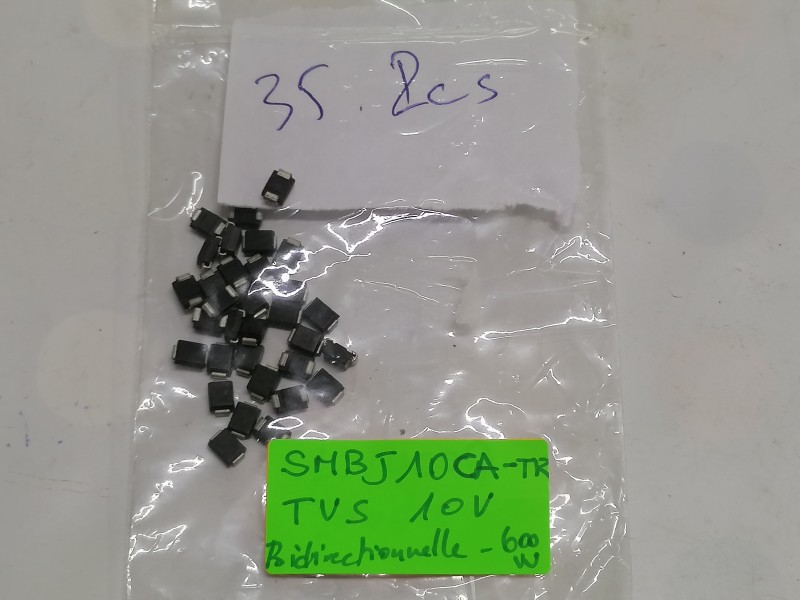 35. Pcs
SMBJ10CA-TR
TVS 10V
Bidirectionnelle - 600
W